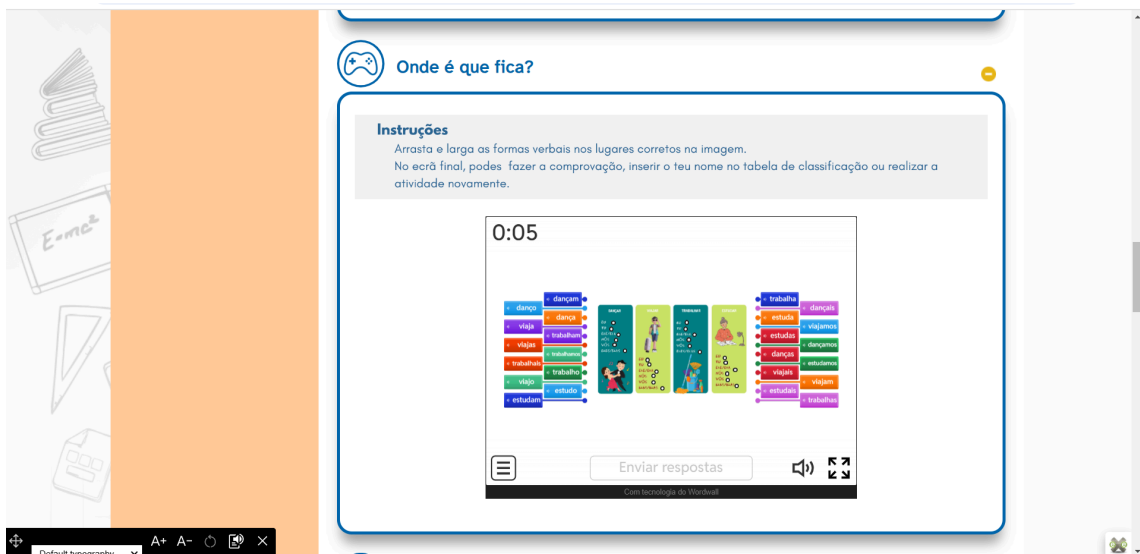 Onde é que fica?
Instruções
Arrasta e larga as formas verbais nos lugares corretos na imagem.
No ecrã final, podes fazer a comprovação, inserir o teu nome no tabela de classificação ou realizar a
atividade novamente.
0:05
dançam
danço
dança
viaja
trabalham
viajas
trabalhamos
trabalhais
trabalho
viajo
estudo
estudam
trabalha
dançais
estuda
viajamos
estudas
dançamos
danças
estudamos
viajais
viajam
estudais
trabalhas
Enviar respostas
Com tecnologia do Wordwall
E=mc²
A+ A-
Default typography